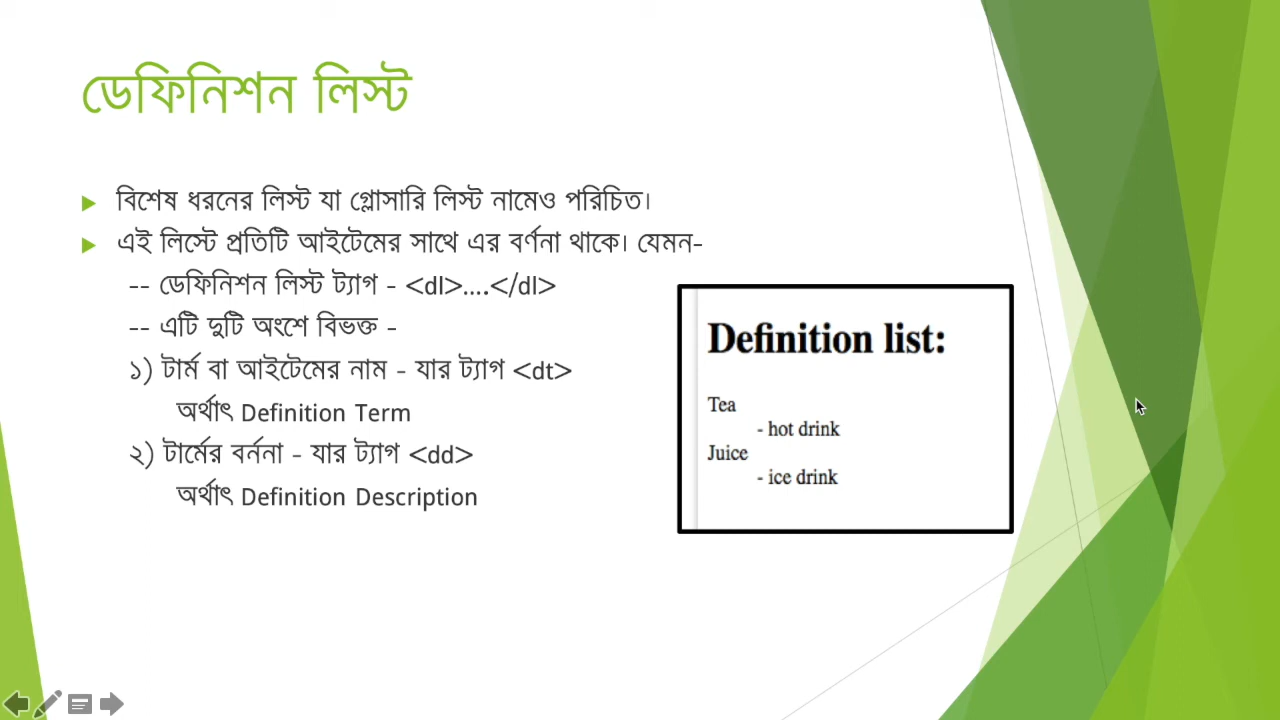 ডেফিনিশন লিস্ট
বিশেষ ধরনের লিস্ট যা গ্লোসারি লিস্ট নামেও পরিচিত।
এই লিস্টে প্রতিটি আইটেমের সাথে এর বর্ণনা থাকে। যেমন-
-- ডেফিনিশন লিস্ট ট্যাগ - <dl>....</dl>
-- এটি দুটি অংশে বিভক্ত -
১) টার্ম বা আইটেমের নাম - যার ট্যাগ <dt>
অর্থাৎ Definition Term
২) টার্মের বর্ননা - যার ট্যাগ <dd>
অর্থাৎ Definition Description
Definition list:
Tea
- hot drink
Juice
- ice drink